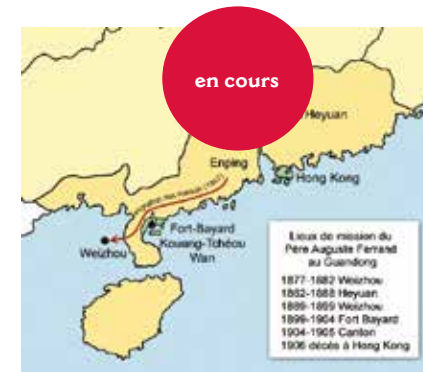 en cours
Heyuan
Enping
Hong Kong
(1867)
Fort-Bayard
Kouang-Tchéou
Wan
Weizhou
Lieux de mission du
Père Auguste Ferrand
au Guandong
1877-1882 Weizhou
1882-1888 Heyuan
1889-1899 Weizhou
1899-1904 Fort Bayard
1904-1905 Canton
1906 décès à Hong Kong